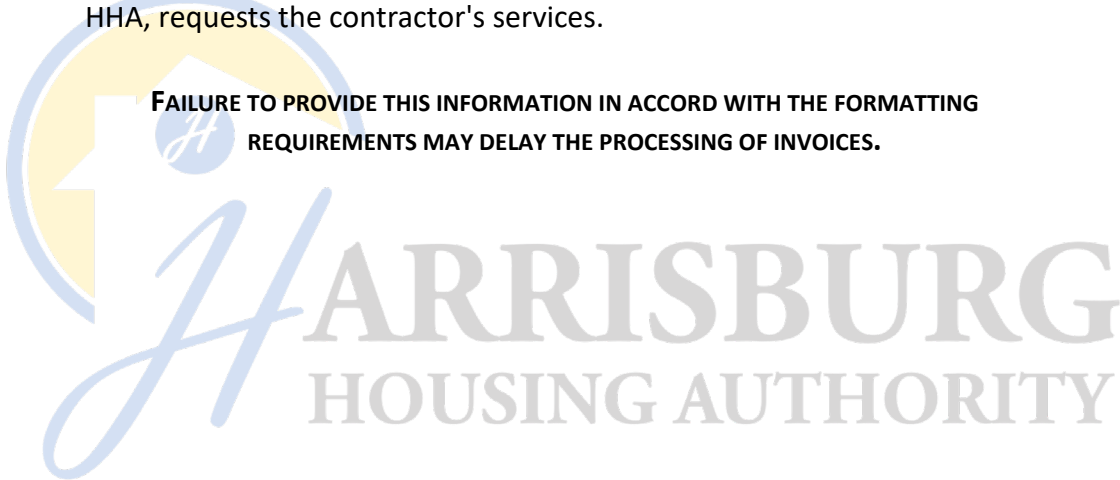 HHA, requests the contractor's services.
FAILURE TO PROVIDE THIS INFORMATION IN ACCORD WITH THE FORMATTING
REQUIREMENTS MAY DELAY THE PROCESSING OF INVOICES.
H
HARRISBURG
HOUSING AUTHORITY